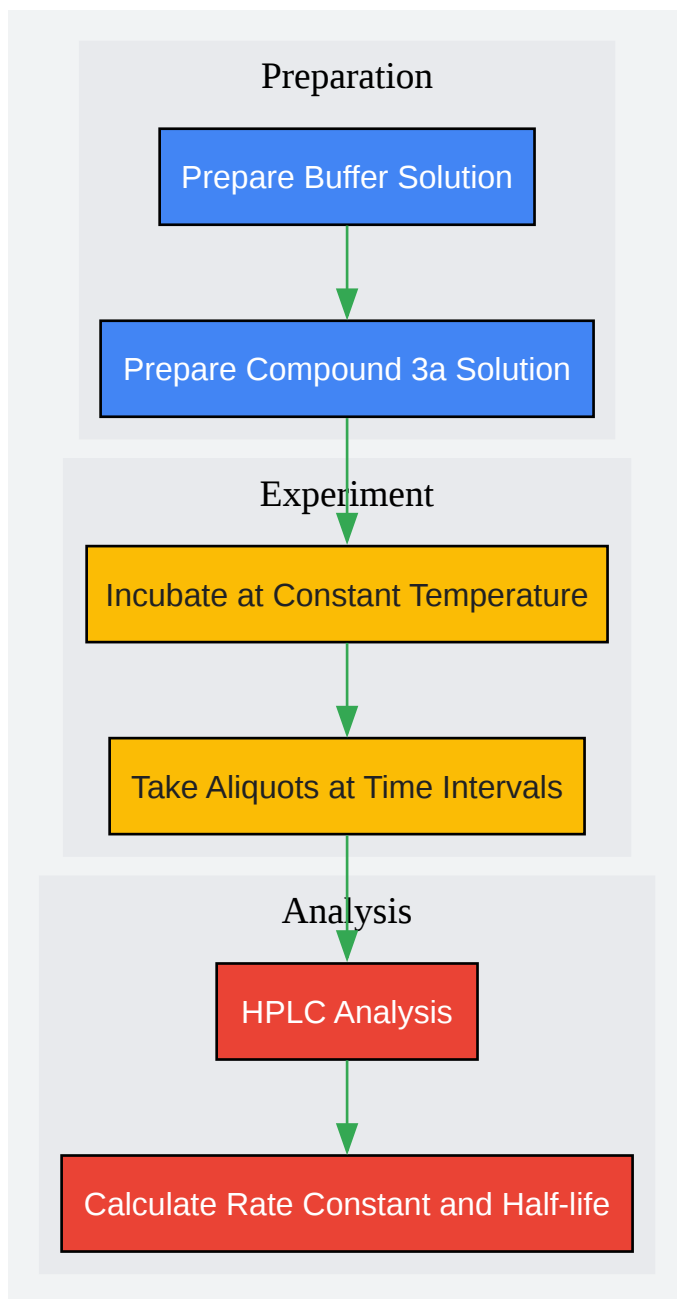 Preparation
Prepare Buffer Solution
Prepare Compound 3a Solution
Experiment
Incubate at Constant Temperature
Take Aliquots at Time Intervals
Analysis
HPLC Analysis
Calculate Rate Constant and Half-life